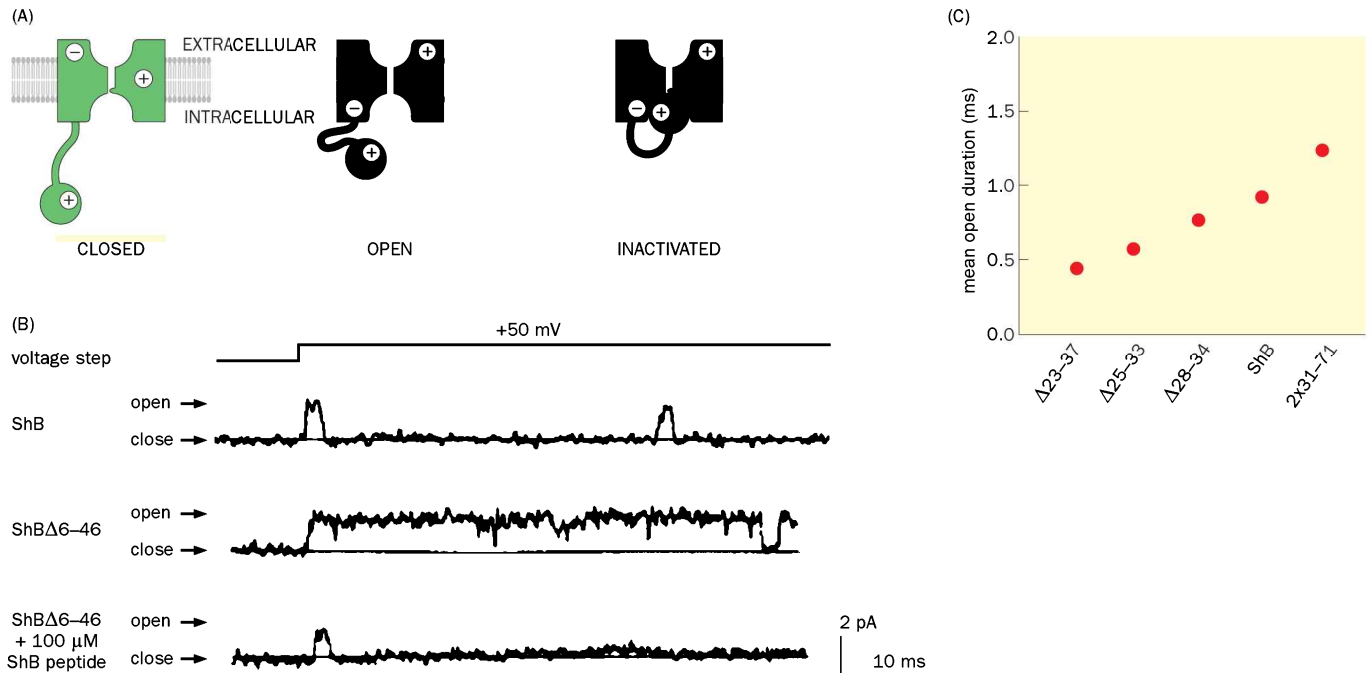 (A)
EXTRACELLULAR
INTRACELLULAR
CLOSED
OPEN
INACTIVATED
− + +
− + +
− + +
(B)
voltage step
+50 mV
ShB
open
close
ShBΔ6–46
open
close
ShBΔ6–46
+ 100 μM
ShB peptide
open
close
2 pA
10 ms
(C)
mean open duration (ms)
2.0
1.5
1.0
0.5
0.0
Δ23–37
Δ25–33
Δ28–34
ShB
2x31–71